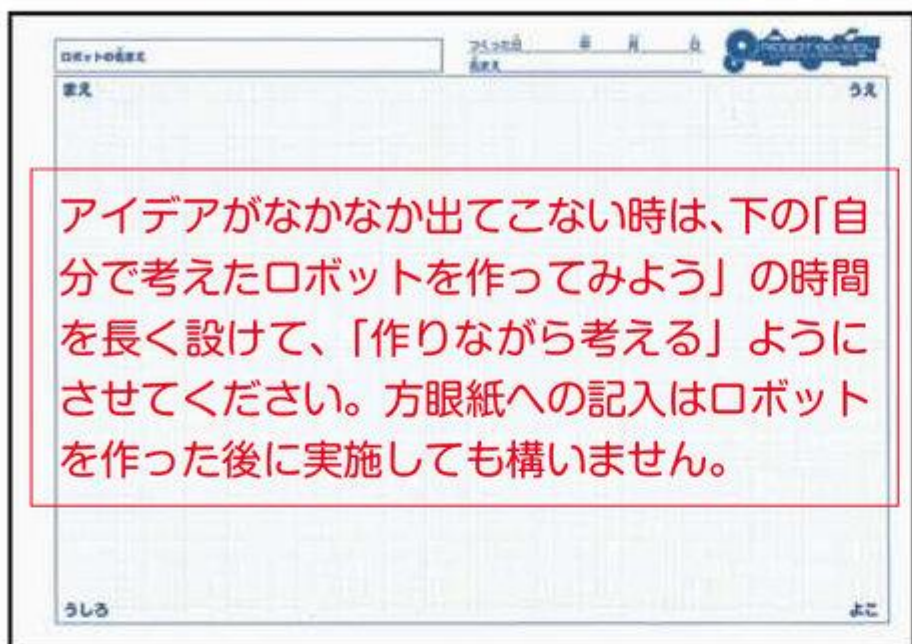 ロボットの名まえ
つくった日 年 月 日
名まえ
まえ
うえ
アイデアがなかなか出てこない時は、下の「自
分で考えたロボットを作ってみよう」の時間
を長く設けて、「作りながら考える」ように
させてください。方眼紙への記入はロボット
を作った後に実施しても構いません。
うしろ
よこ